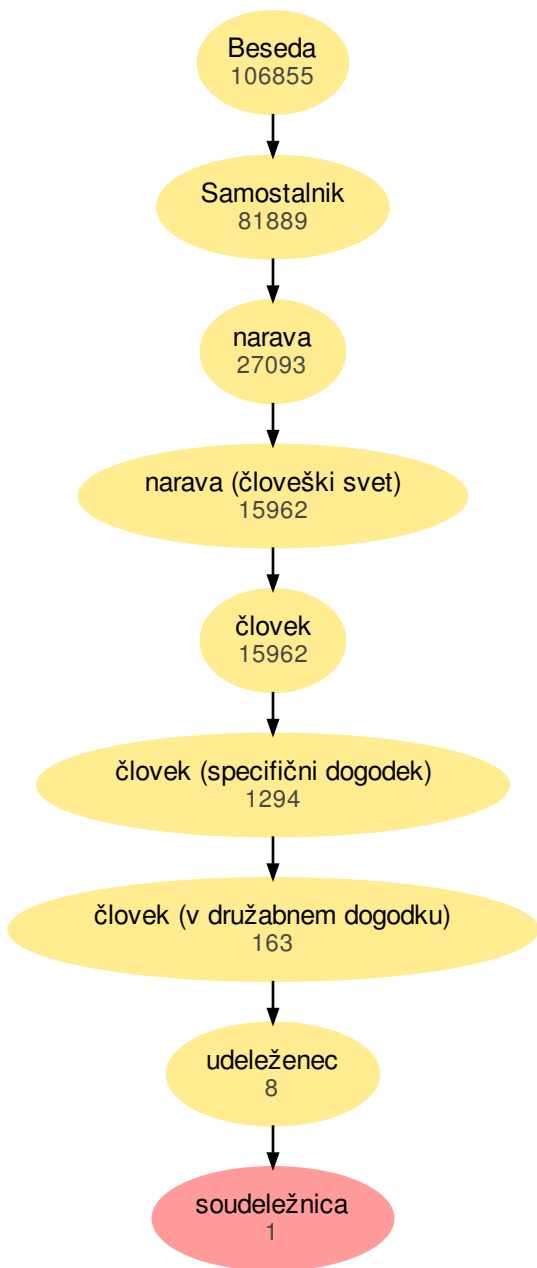 Beseda
106855
Samostalnik
81889
narava
27093
narava (človeški svet)
15962
človek
15962
človek (specifični dogodek)
1294
človek (v družabnem dogodku)
163
udeleženec
8
soudeležnica
1